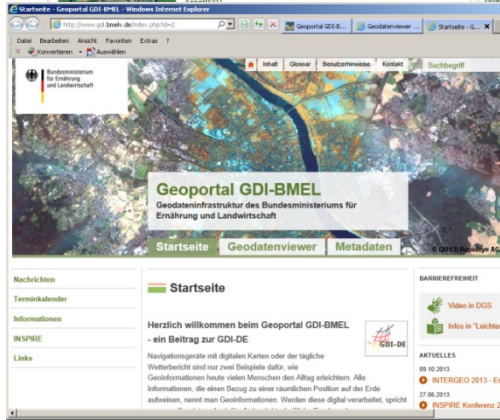 Startseite - Geoportal GDI-BMEL - Windows Internet Explorer
http://www.gdi.bmelv.de/index.php?id=2
Geoportal GDI-B...
Geodatenviewer ...
Startseite - G...
Datei Bearbeiten Ansicht Favoriten Extras ?
Konvertieren Auswählen
Bundesministerium
für Ernährung
und Landwirtschaft
Inhalt Glossar Benutzerhinweise Kontakt Suchbegriff
Geoportal GDI-BMEL
Geodateninfrastruktur des Bundesministeriums für
Ernährung und Landwirtschaft
Startseite Geodatenviewer Metadaten
© (2013) RapidEye AG
Nachrichten
Terminkalender
Informationen
INSPIRE
Links
Startseite
Herzlich willkommen beim Geoportal GDI-BMEL
- ein Beitrag zur GDI-DE
GDI-DE
Navigationsgeräte mit digitalen Karten oder der tägliche
Wetterbericht sind nur zwei Beispiele dafür, wie
Geoinformationen heute vielen Menschen den Alltag erleichtern. Alle
Informationen, die einen Bezug zu einer räumlichen Position auf der Erde
aufweisen, nennt man Geoinformationen. Werden diese digital verarbeitet, spricht
BARRIEREFREIHEIT
Video in DGS
Infos in "Leichter
AKTUELLES
09.10.2013
INTERGEO 2013 - Es
27.06.2013
INSPIRE Konferenz 2